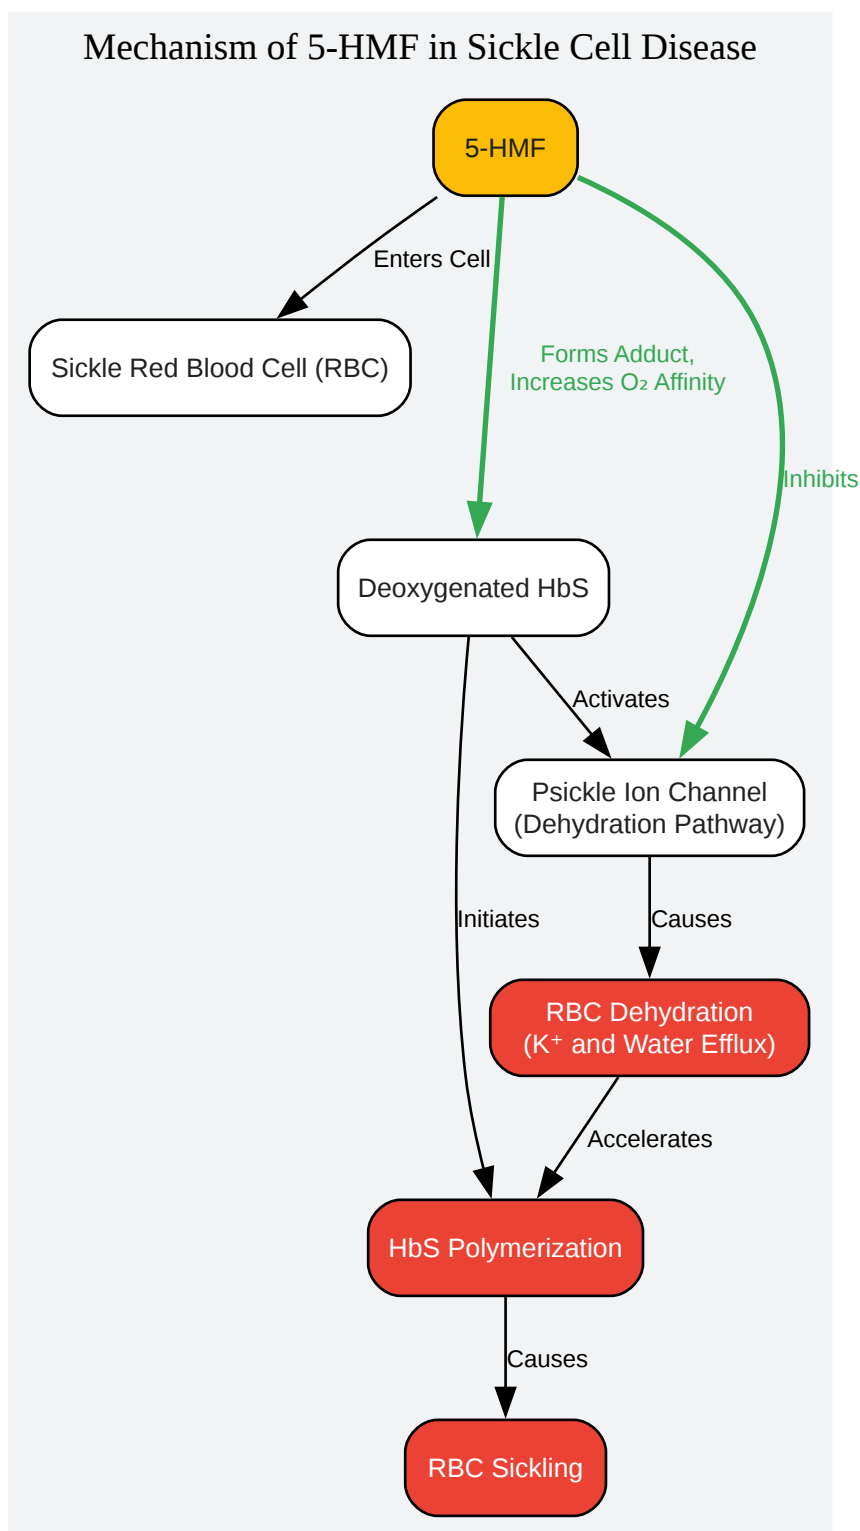 Mechanism of 5-HMF in Sickle Cell Disease
5-HMF
Enters Cell
Sickle Red Blood Cell (RBC)
Forms Adduct,
Increases O₂ Affinity
Inhibits
Deoxygenated HbS
Activates
Psickle Ion Channel
(Dehydration Pathway)
Initiates
Causes
RBC Dehydration
(K⁺ and Water Efflux)
Accelerates
HbS Polymerization
Causes
RBC Sickling